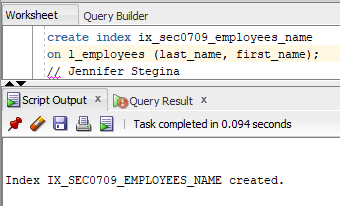 Worksheet Query Builder
create index ix_sec0709_employees_name
on l_employees (last_name, first_name);
// Jennifer Stegina
Script Output x Query Result x
Task completed in 0.094 seconds
Index IX_SEC0709_EMPLOYEES_NAME created.